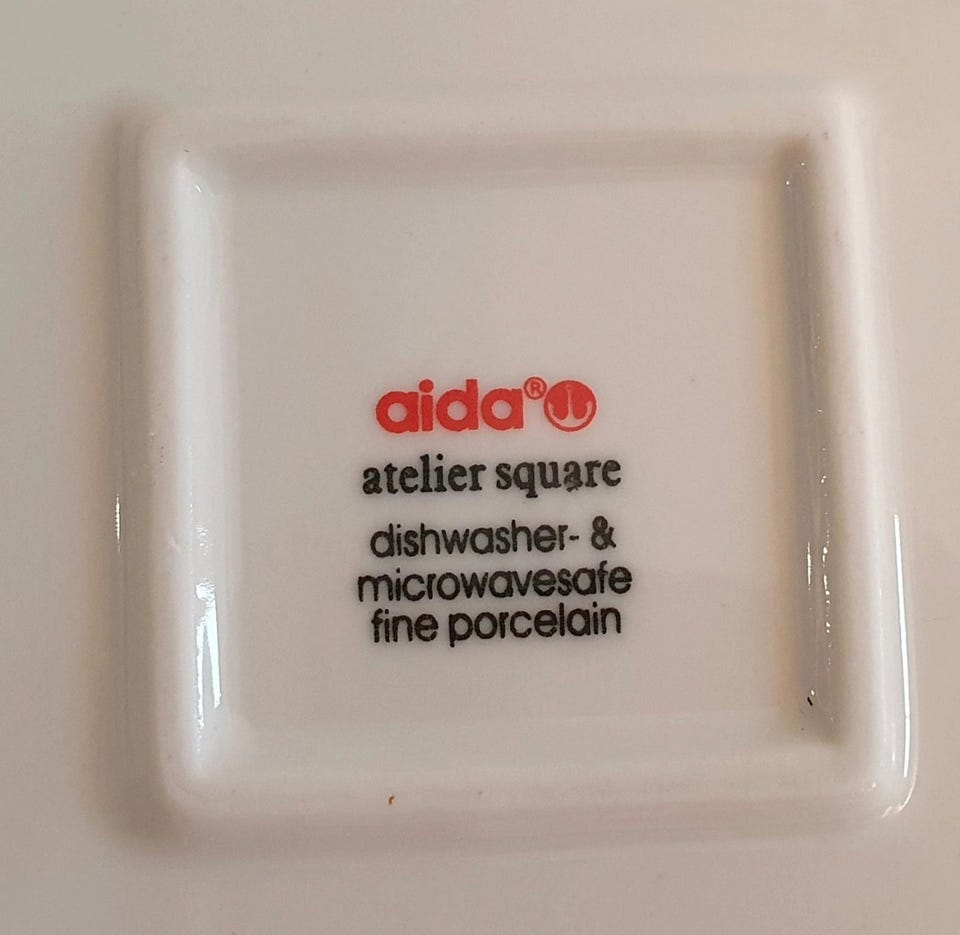 aida®
atelier square
dishwasher- &
microwavesafe
fine porcelain